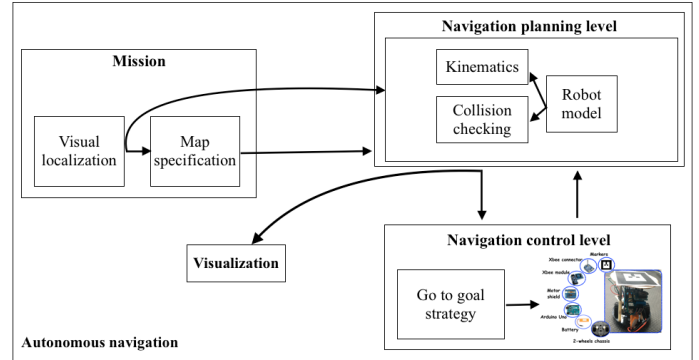 Navigation planning level
Mission
Kinematics
Robot
model
Collision
checking
Visual
localization
Map
specification
Visualization
Navigation control level
Markers
Xbee connector
Xbee module
Motor
shield
Arduino Uno
Battery
2-wheels chassis
Go to goal
strategy
Autonomous navigation